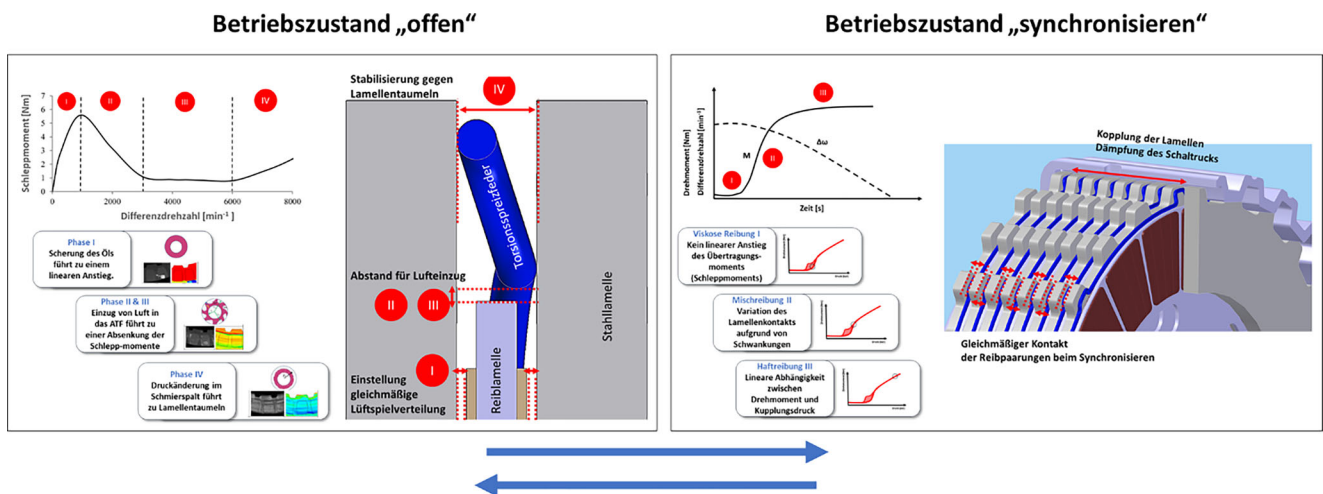 Betriebszustand „offen“
Betriebszustand „synchronisieren“
I
II
III
IV
7
6
5
4
3
2
1
0
Schleppmoment [Nm]
0
2000
4000
6000
8000
Differenzdrehzahl [min⁻¹ ]
Phase I
Scherung des Öls
führt zu einem
linearen Anstieg.
Phase II & III
Einzug von Luft in
das ATF führt zu
einer Absenkung der
Schlepp-momente
Phase IV
Druckänderung im
Schmierspalt führt
zu Lamellentaumeln
Stabilisierung gegen
Lamellentaumeln
IV
Torsionsspreizfeder
Abstand für Lufteinzug
II
III
I
Einstellung
gleichmäßige
Lüftspielverteilung
Reiblamelle
Stahllamelle
Drehmoment [Nm]
Differenzdrehzahl [min⁻¹]
III
M
II
I
Δω
Zeit [s]
Viskose Reibung I
Kein linearer Anstieg
des Übertragungs-
moments
(Schleppmoments)
Mischreibung II
Variation des
Lamellenkontakts
aufgrund von
Schwankungen
Haftreibung III
Lineare Abhängigkeit
zwischen
Drehmoment und
Kupplungsdruck
Kopplung der Lamellen
Dämpfung des Schaltrucks
Gleichmäßiger Kontakt
der Reibpaarungen beim Synchronisieren